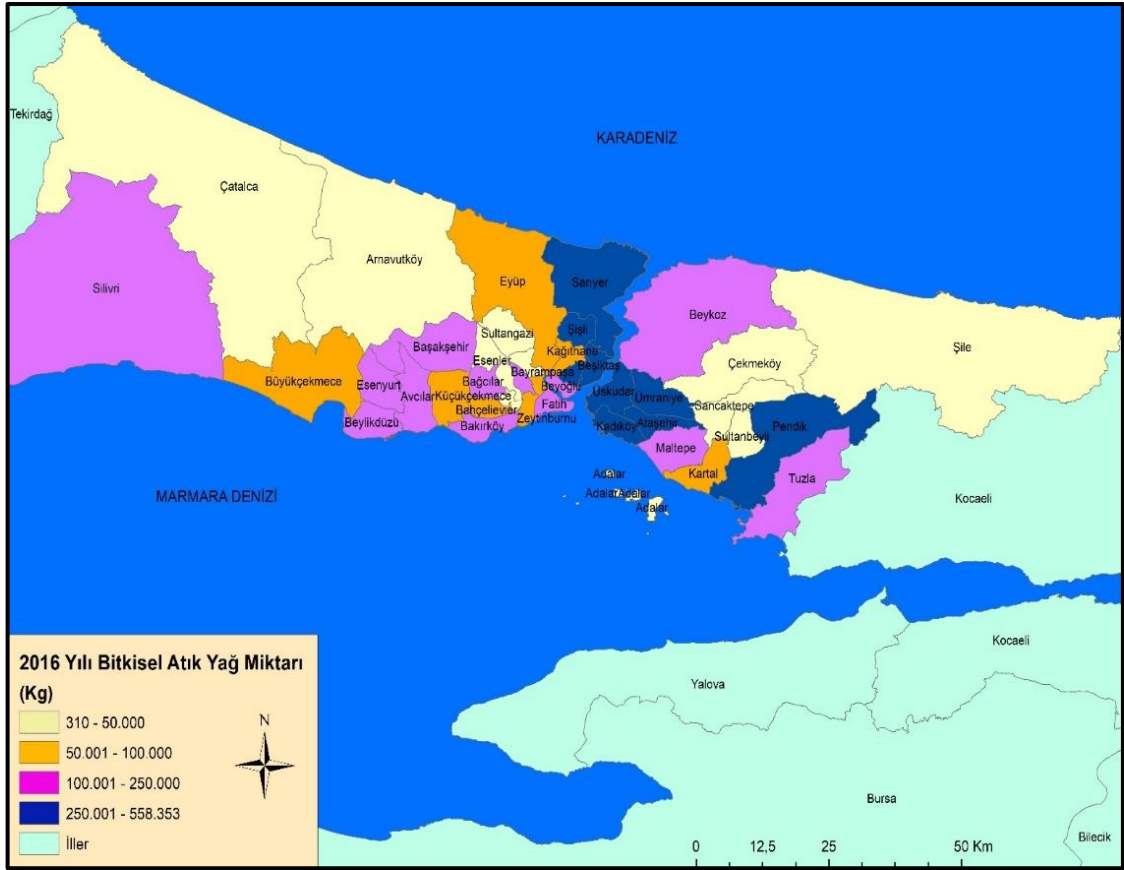 KARADENİZ
Tekirdağ
Çatalca
Arnavutköy
Silivri
Eyüp
Sarıyer
Beykoz
Şile
Sultangazi
Şişli
Kağıthane
Başakşehir
Esenler
Bayrampaşa
Beşiktaş
Beyoğlu
Çekmeköy
Büyükçekmece
Esenyurt
Avcılar
Bağcılar
Küçükçekmece
Bahçelievler
Fatih
Üsküdar
Ümraniye
Sancaktepe
Beylikdüzü
Bakırköy
Zeytinburnu
Kadıköy
Ataşehir
Sultanbeyli
Pendik
Maltepe
Kartal
Tuzla
Adalar
Adalar
Adalar
Adalar
MARMARA DENİZİ
Kocaeli
Kocaeli
Yalova
Bursa
Bilecik
2016 Yılı Bitkisel Atık Yağ Miktarı
(Kg)
310 - 50.000
50.001 - 100.000
100.001 - 250.000
250.001 - 558.353
İller
N
0 12,5 25 50 Km